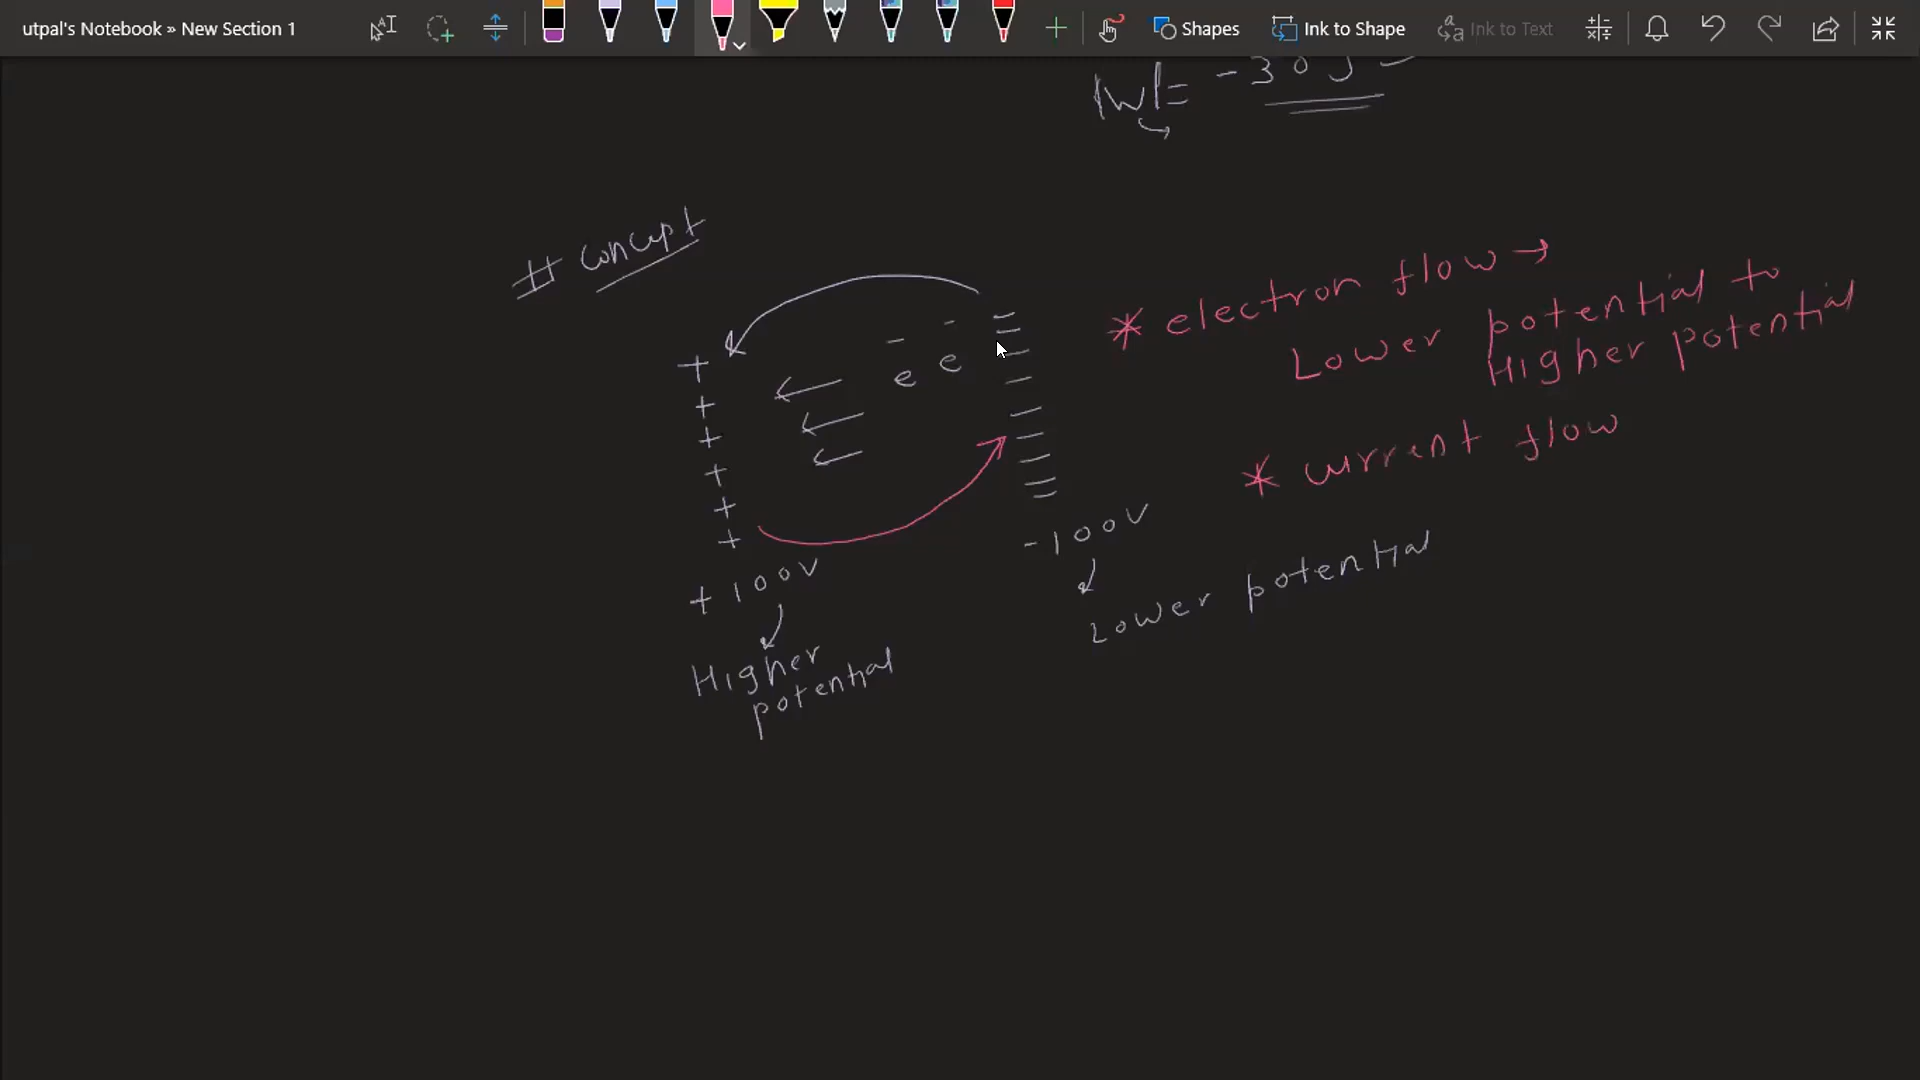 utpal's Notebook » New Section 1
Shapes
Ink to Shape
Ink to Text
|W|= -30 J
# Concept
* electron flow →
Lower potential to
Higher potential
* current flow
+ + + + + +
e⁻ e⁻
+100V
Higher
potential
-100V
Lower potential